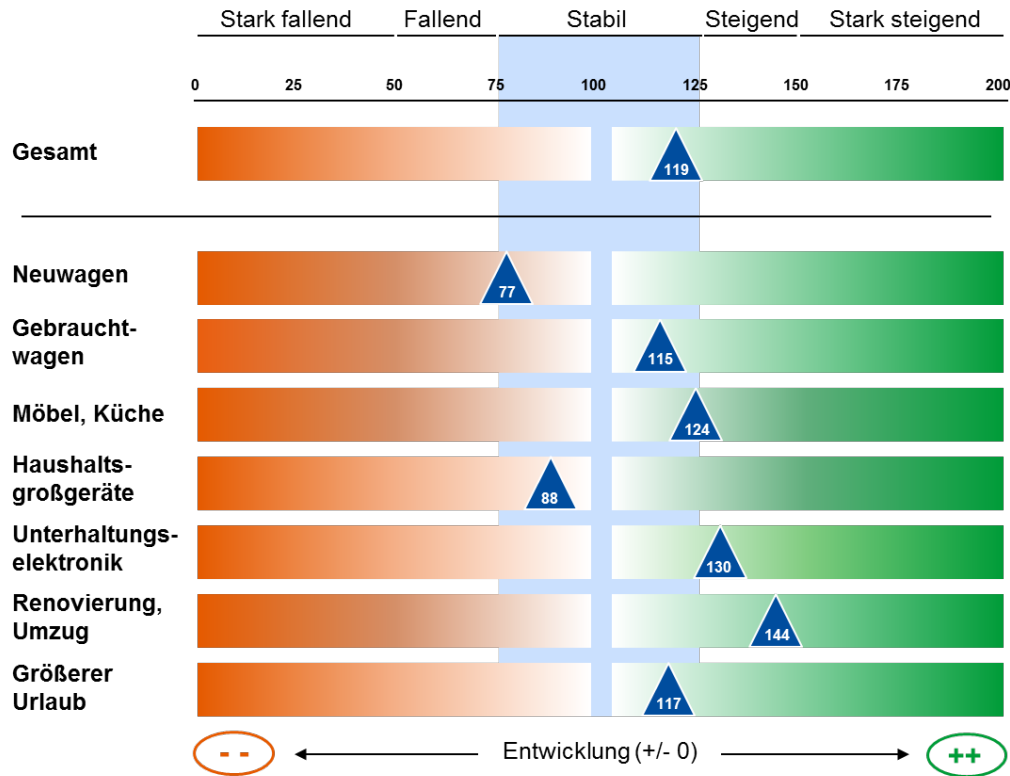 Stark fallend Fallend Stabil Steigend Stark steigend
0 25 50 75 100 125 150 175 200
Gesamt 119
Neuwagen 77
Gebraucht-
wagen 115
Möbel, Küche 124
Haushalts-
großgeräte 88
Unterhaltungs-
elektronik 130
Renovierung,
Umzug 144
Größerer
Urlaub 117
- - Entwicklung (+/- 0) ++